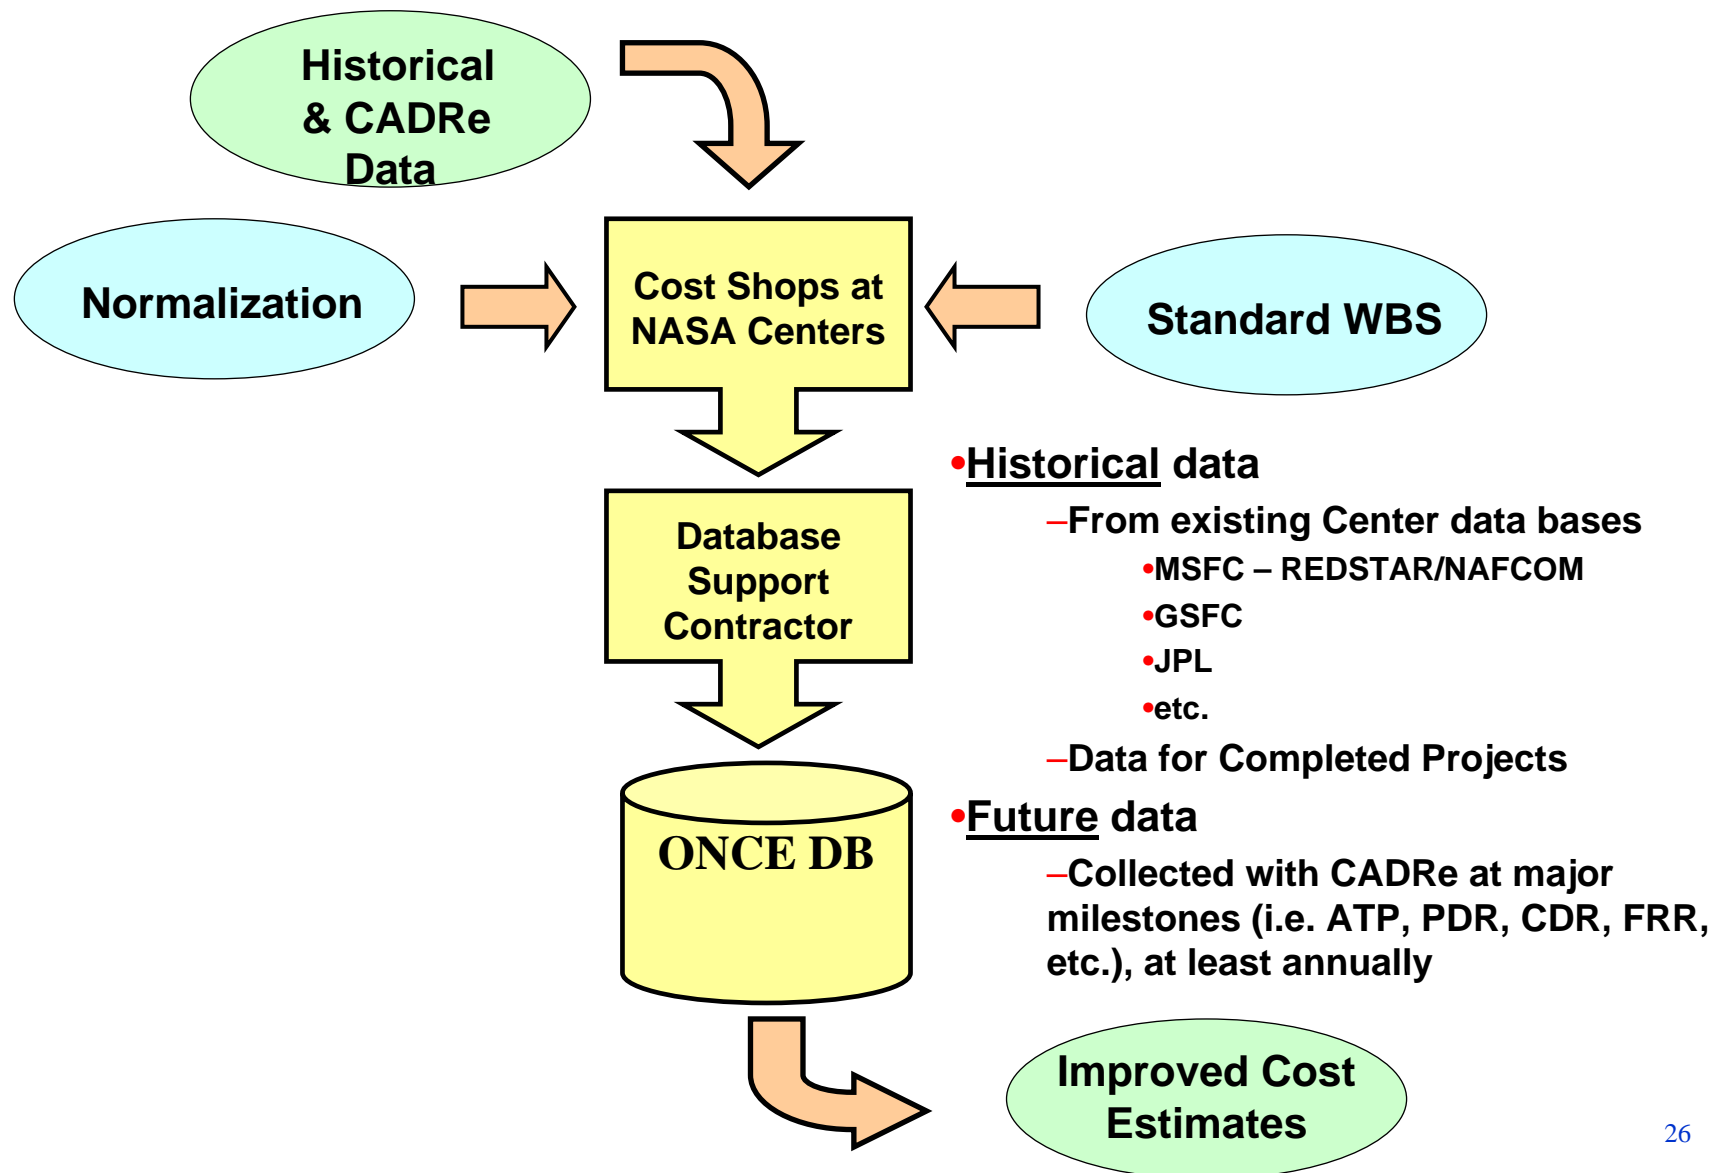 Historical
& CADRe
Data
Normalization
Cost Shops at
NASA Centers
Standard WBS
Database
Support
Contractor
ONCE DB
•Historical data
–From existing Center data bases
•MSFC – REDSTAR/NAFCOM
•GSFC
•JPL
•etc.
–Data for Completed Projects
•Future data
–Collected with CADRe at major
milestones (i.e. ATP, PDR, CDR, FRR,
etc.), at least annually
Improved Cost
Estimates
26